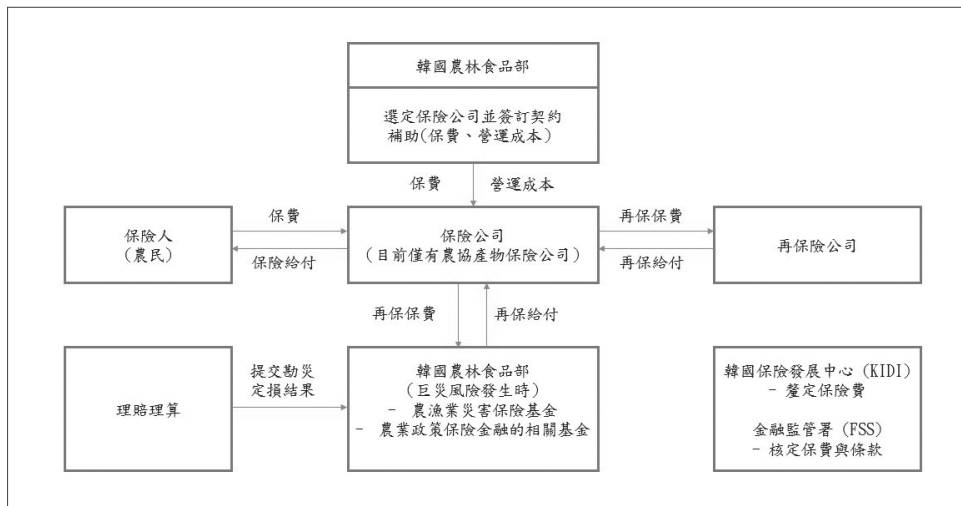 韓國農林食品部
選定保險公司並簽訂契約
補助(保費、營運成本)
保費
營運成本
保險人
(農民)
保費
保險給付
保險公司
(目前僅有農協產物保險公司)
再保保費
再保給付
再保險公司
再保保費
再保給付
理賠理算
提交勘災
定損結果
韓國農林食品部
(巨災風險發生時)
- 農漁業災害保險基金
- 農業政策保險金融的相關基金
韓國保險發展中心 (KIDI)
- 釐定保險費
金融監管署 (FSS)
- 核定保費與條款